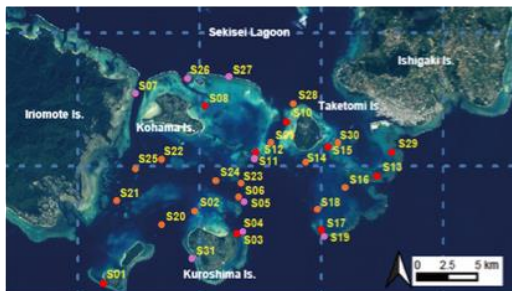 Sekisei Lagoon
Ishigaki Is.
S26
S27
S07
S28
S08
Taketomi Is.
S10
Iriomote Is.
Kohama Is.
S30
S12
S15
S29
S11
S14
S22
S25
S13
S24
S23
S16
S06
S21
S05
S02
S18
S20
S04
S17
S03
S19
S31
Kuroshima Is.
S01
0 2.5 5 km